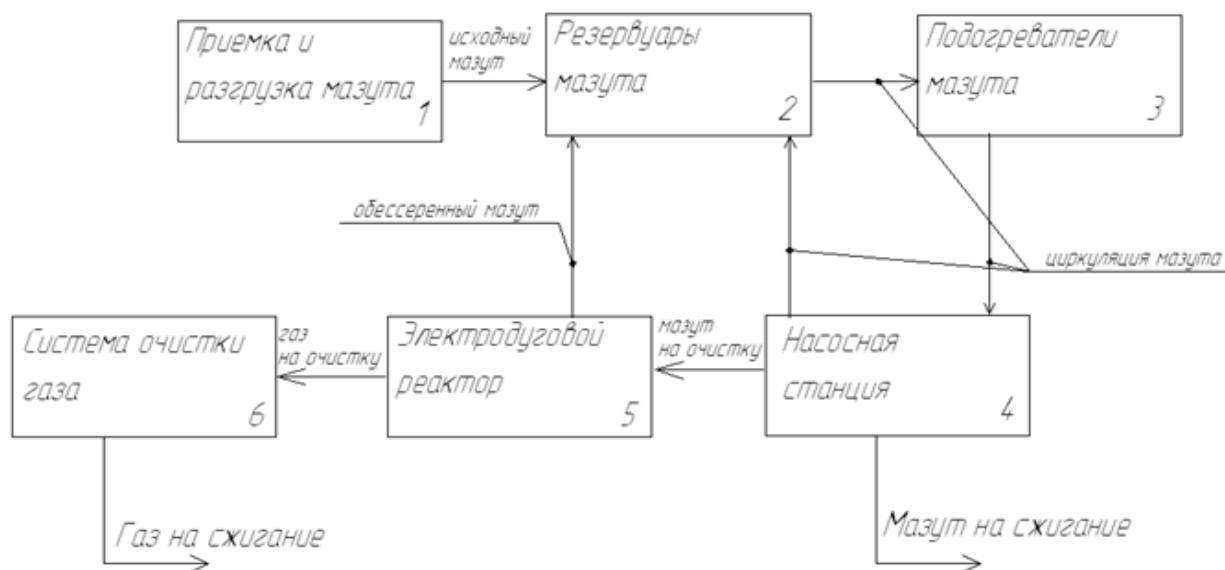 Приемка и
разгрузка мазута
1
исходный
мазут
Резервуары
мазута
2
Подогреватели
мазута
3
обессеренный мазут
циркуляция мазута
Система очистки
газа
6
газ
на очистку
Электродуговой
реактор
5
мазут
на очистку
Насосная
станция
4
Газ на сжигание
Мазут на сжигание